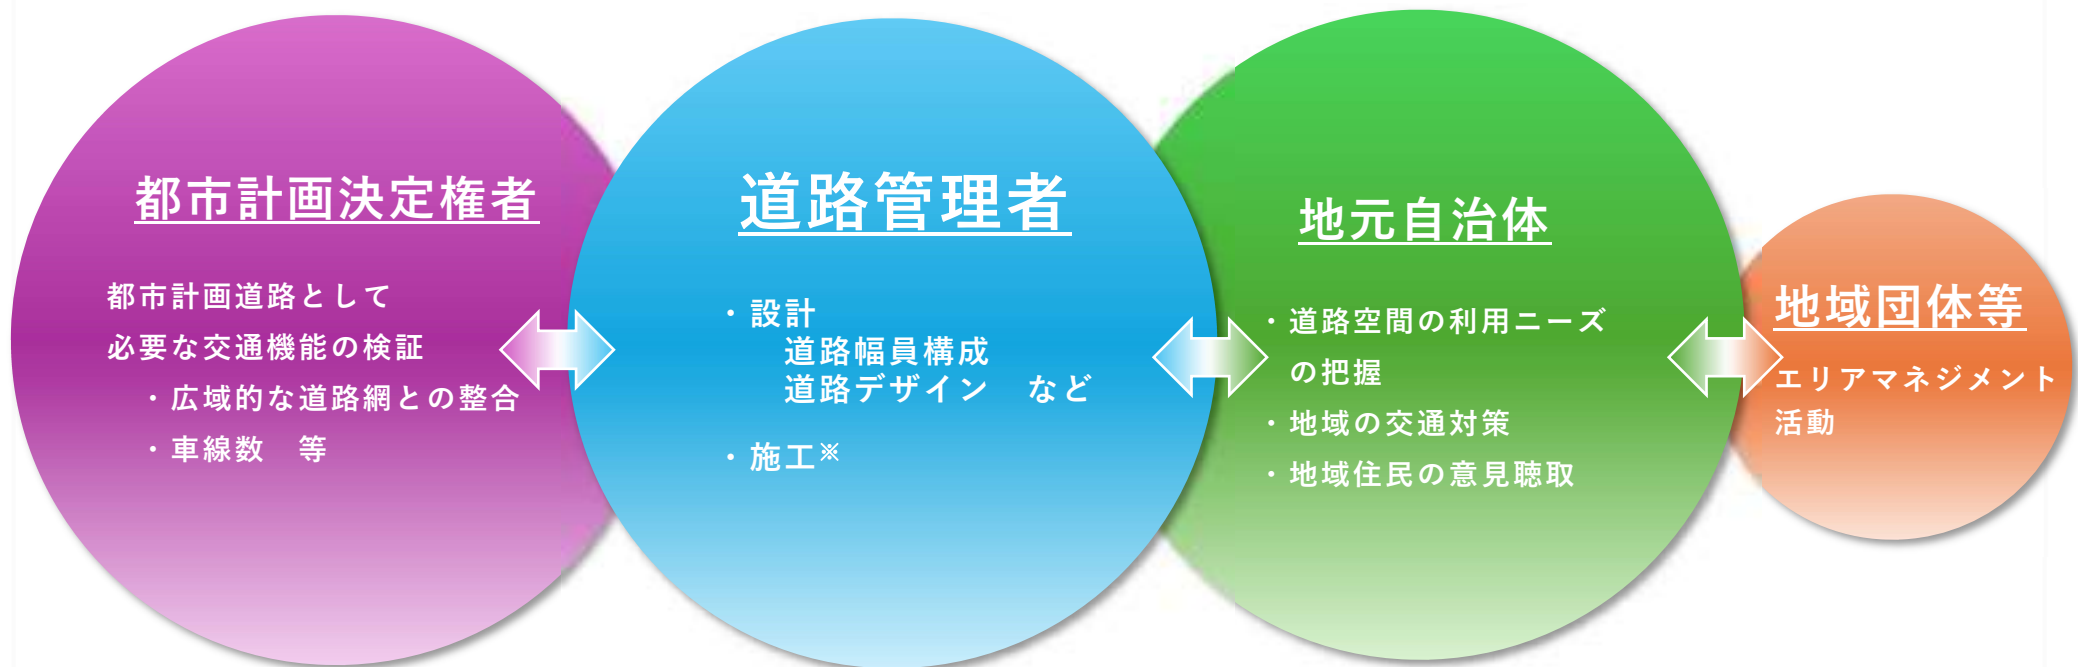 都市計画決定権者
都市計画道路として
必要な交通機能の検証
・広域的な道路網との整合
・車線数　等
道路管理者
・設計
道路幅員構成
道路デザイン　など
・施工※
地元自治体
・道路空間の利用ニーズ
の把握
・地域の交通対策
・地域住民の意見聴取
地域団体等
エリアマネジメント
活動